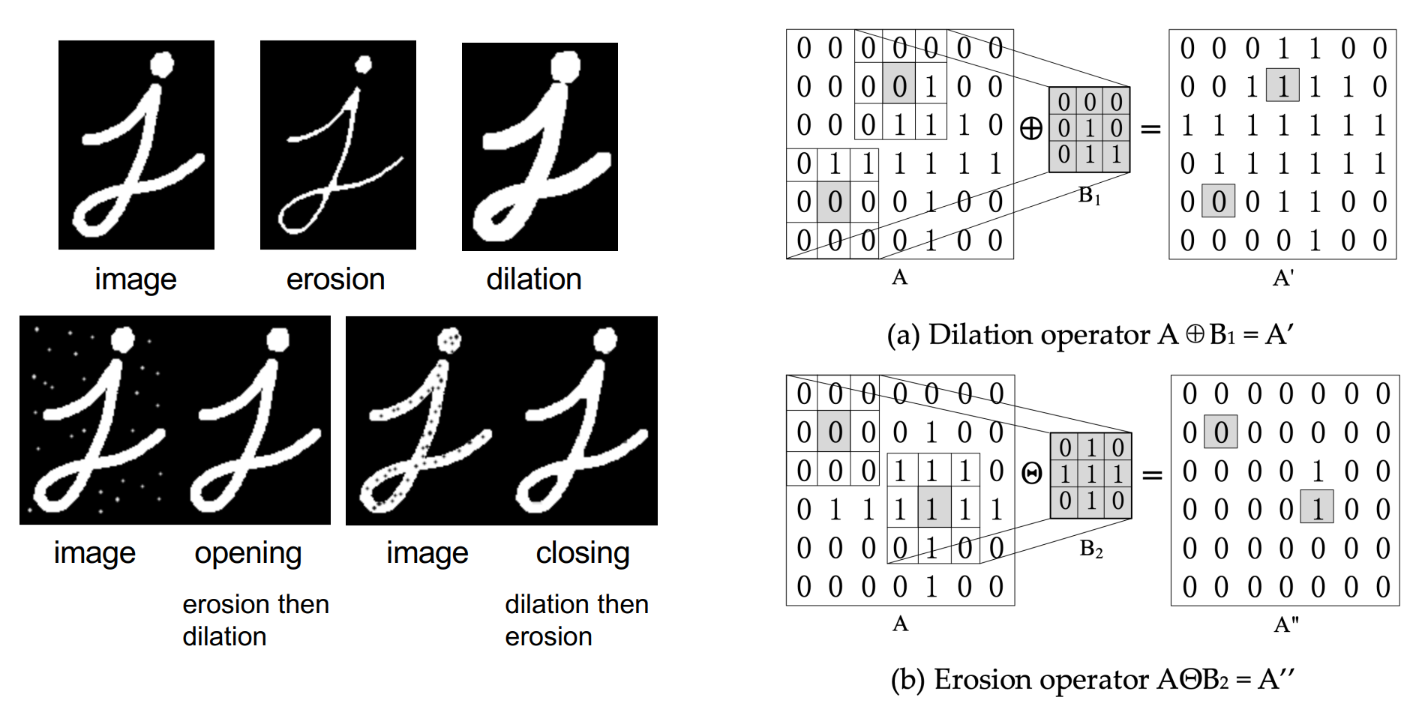 image
erosion
dilation
image
opening
image
closing
erosion then
dilation
dilation then
erosion
0 0 0 0 0 0 0
0 0 0 0 1 0 0
0 0 0 1 1 1 0
0 1 1 1 1 1 1
0 0 0 0 1 0 0
0 0 0 0 1 0 0
A
⊕
0 0 0
0 1 0
0 1 1
B₁
=
0 0 0 1 1 0 0
0 0 1 1 1 1 0
1 1 1 1 1 1 1
0 1 1 1 1 1 1
0 0 0 1 1 0 0
0 0 0 0 1 0 0
A'
(a) Dilation operator A ⊕ B₁ = A′
0 0 0 0 0 0 0
0 0 0 0 1 0 0
0 0 0 1 1 1 0
0 1 1 1 1 1 1
0 0 0 0 1 0 0
0 0 0 0 1 0 0
A
Θ
0 1 0
1 1 1
0 1 0
B₂
=
0 0 0 0 0 0 0
0 0 0 0 0 0 0
0 0 0 0 1 0 0
0 0 0 0 1 0 0
0 0 0 0 0 0 0
0 0 0 0 0 0 0
A"
(b) Erosion operator AΘB₂ = A′′